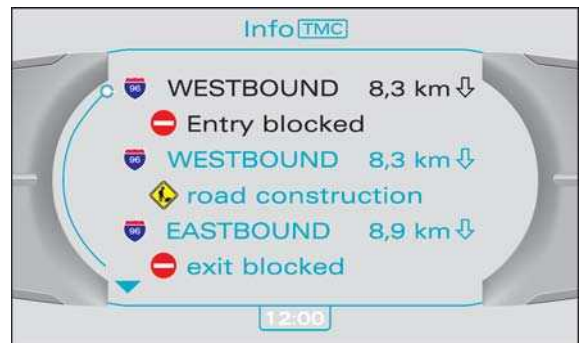 Info TMC
96 WESTBOUND 8,3 km
Entry blocked
96 WESTBOUND 8,3 km
road construction
96 EASTBOUND 8,9 km
exit blocked
12:00